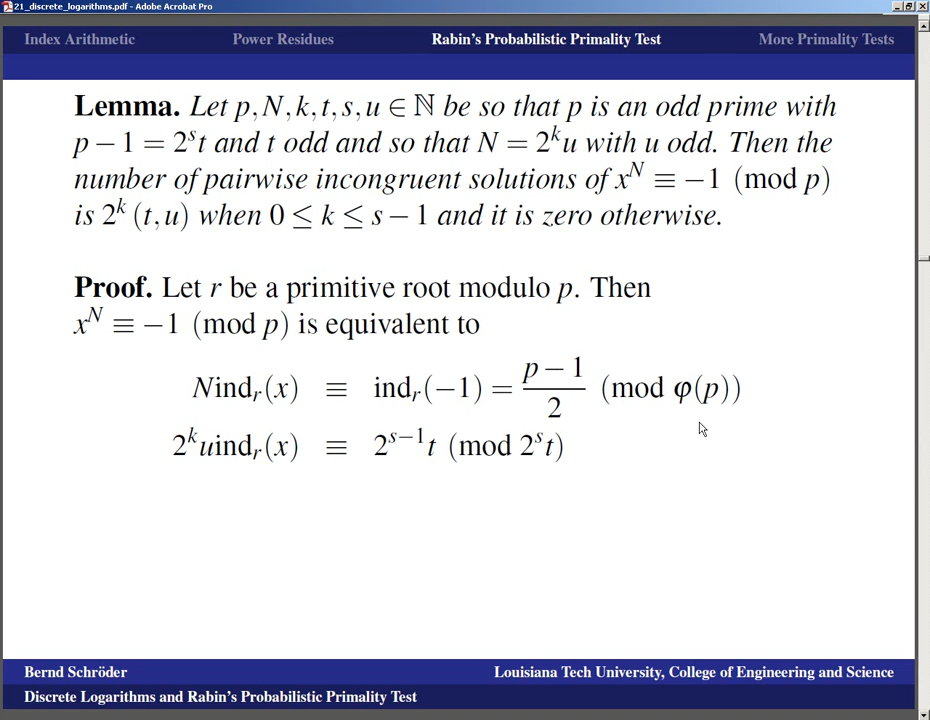 21_discrete_logarithms.pdf - Adobe Acrobat Pro
Index Arithmetic Power Residues Rabin's Probabilistic Primality Test More Primality Tests
Lemma. Let p, N, k, t, s, u ∈ ℕ be so that p is an odd prime with
p − 1 = 2^s t and t odd and so that N = 2^k u with u odd. Then the
number of pairwise incongruent solutions of x^N ≡ −1 (mod p)
is 2^k (t, u) when 0 ≤ k ≤ s − 1 and it is zero otherwise.
Proof. Let r be a primitive root modulo p. Then
x^N ≡ −1 (mod p) is equivalent to
N ind_r(x) ≡ ind_r(−1) = (p − 1)/2 (mod φ(p))
2^k u ind_r(x) ≡ 2^{s−1} t (mod 2^s t)
Bernd Schröder Louisiana Tech University, College of Engineering and Science
Discrete Logarithms and Rabin's Probabilistic Primality Test